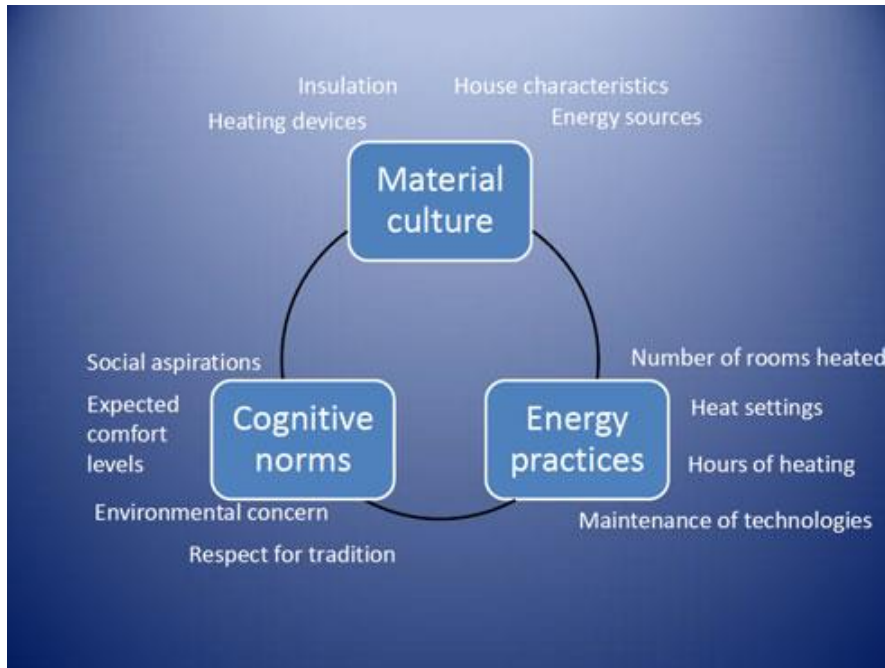 Insulation
House characteristics
Heating devices
Energy sources
Material
culture
Social aspirations
Expected
comfort
levels
Cognitive
norms
Environmental concern
Respect for tradition
Energy
practices
Number of rooms heated
Heat settings
Hours of heating
Maintenance of technologies